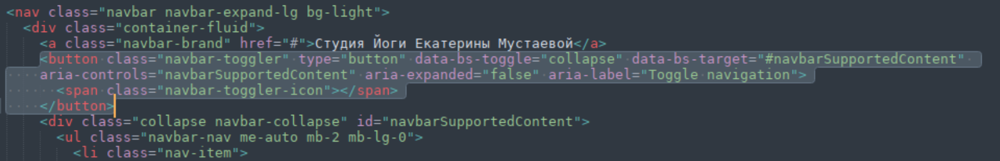 <nav class="navbar navbar-expand-lg bg-light">
<div class="container-fluid">
<a class="navbar-brand" href="#">Студия Йоги Екатерины Мустаевой</a>
<button class="navbar-toggler" type="button" data-bs-toggle="collapse" data-bs-target="#navbarSupportedContent"
aria-controls="navbarSupportedContent" aria-expanded="false" aria-label="Toggle navigation">
<span class="navbar-toggler-icon"></span>
</button>
<div class="collapse navbar-collapse" id="navbarSupportedContent">
<ul class="navbar-nav me-auto mb-2 mb-lg-0">
<li class="nav-item">